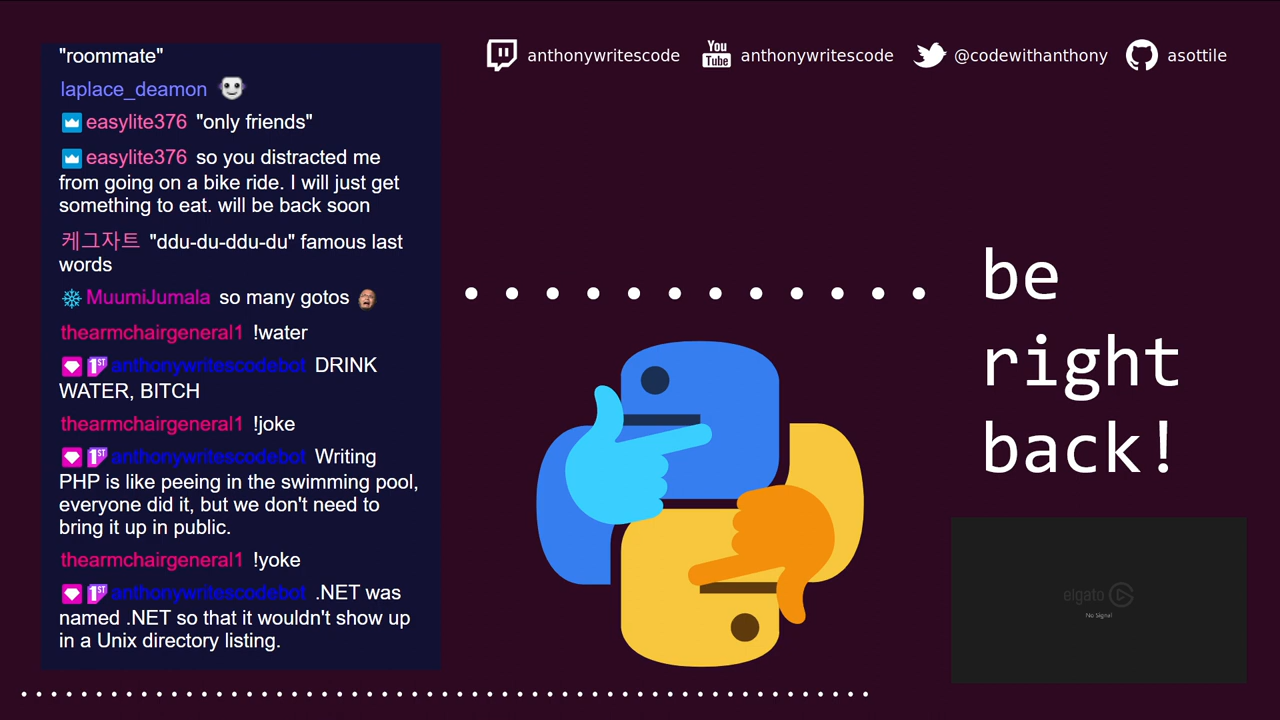 "roommate"
laplace_deamon
easylite376 "only friends"
easylite376 so you distracted me
from going on a bike ride. I will just get
something to eat. will be back soon
케그자트 "ddu-du-ddu-du" famous last
words
MuumiJumala so many gotos
thearmchairgeneral1 !water
1ST anthonywritescodebot DRINK
WATER, BITCH
thearmchairgeneral1 !joke
1ST anthonywritescodebot Writing
PHP is like peeing in the swimming pool,
everyone did it, but we don't need to
bring it up in public.
thearmchairgeneral1 !yoke
1ST anthonywritescodebot .NET was
named .NET so that it wouldn't show up
in a Unix directory listing.
anthonywritescode You Tube anthonywritescode @codewithanthony asottile
be
right
back!
elgato
No Signal